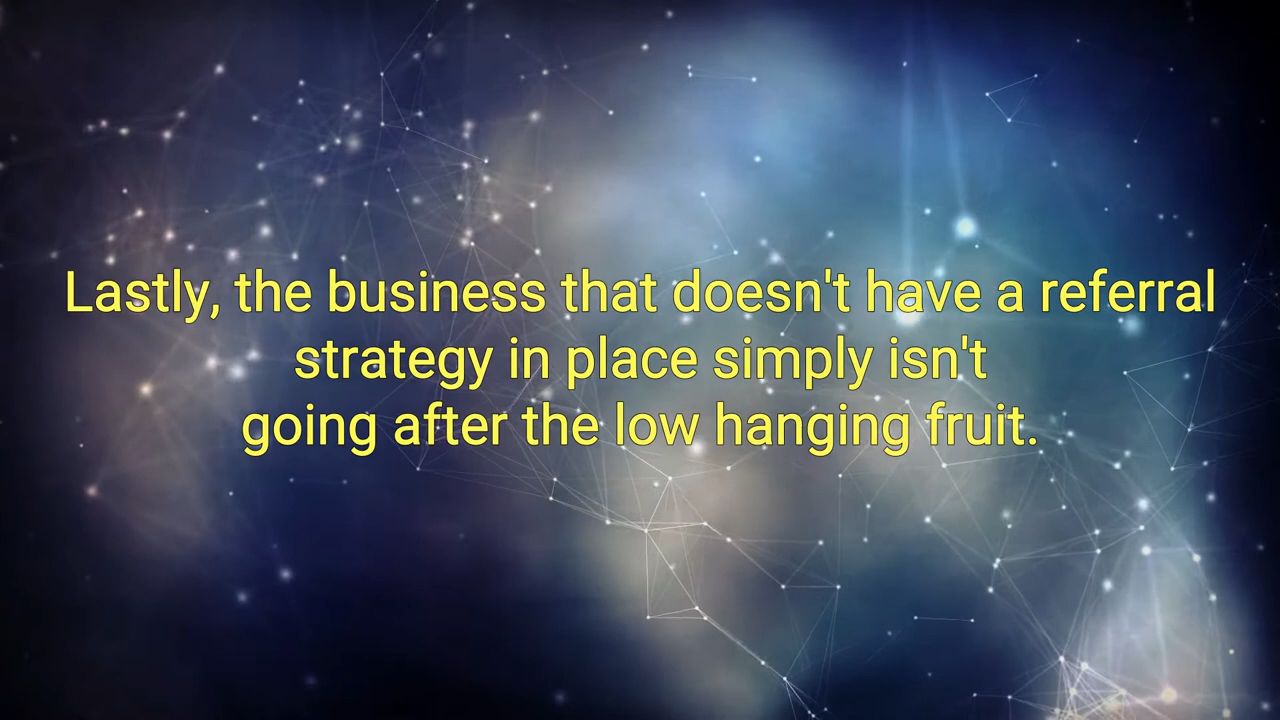 Lastly, the business that doesn't have a referral
strategy in place simply isn't
going after the low hanging fruit.